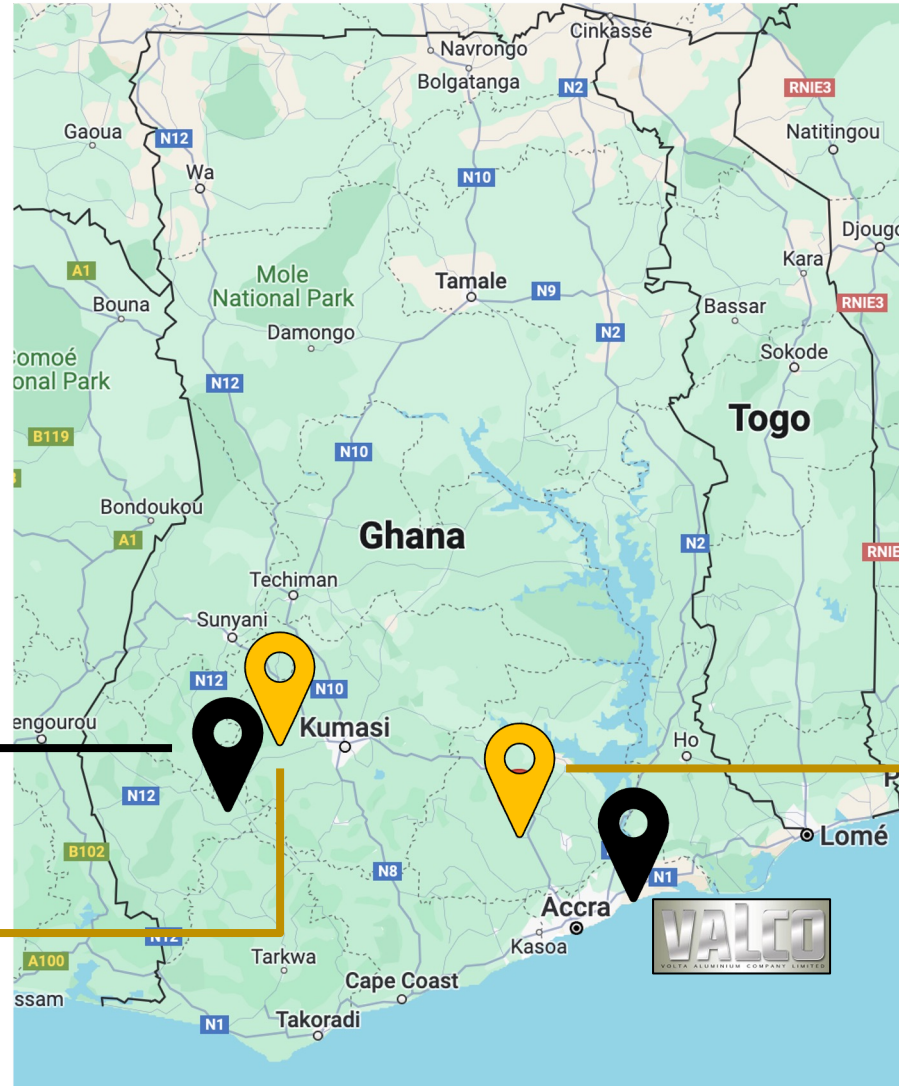 Cinkassé
Navrongo
Bolgatanga
N2
RNIE3
Gaoua
N12
Natitingou
Wa
N10
Djougo
Kara
A1
Mole
National Park
Tamale
N9
RNIE3
Bouna
Bassar
Damongo
N2
Sokode
omoé
onal Park
N12
Togo
B119
N10
Bondoukou
A1
Ghana
N2
RNIE
Techiman
Sunyani
N12
N10
engourou
Kumasi
Ho
N12
Lomé
B102
N8
N1
Accra
VALCO
VOLTA ALUMINIUM COMPANY LIMITED
N12
Kasoa
A100
Tarkwa
ssam
Cape Coast
N1
Takoradi